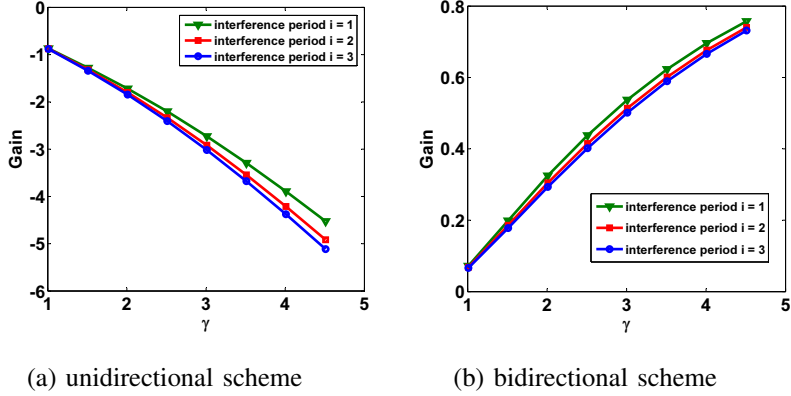 0
-1
-2
-3
-4
-5
-6
Gain
1 2 3 4 5
γ
interference period i = 1
interference period i = 2
interference period i = 3
(a) unidirectional scheme
0.8
0.6
0.4
0.2
0
Gain
1 2 3 4 5
γ
interference period i = 1
interference period i = 2
interference period i = 3
(b) bidirectional scheme